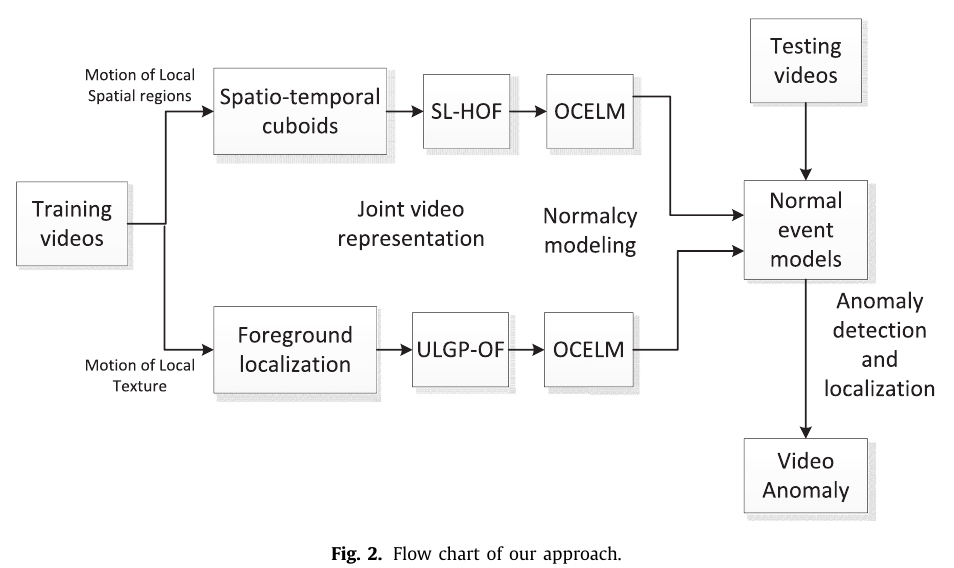 Motion of Local
Spatial regions
Spatio-temporal
cuboids
SL-HOF
OCELM
Testing
videos
Training
videos
Joint video
representation
Normalcy
modeling
Normal
event
models
Motion of Local
Texture
Foreground
localization
ULGP-OF
OCELM
Anomaly
detection
and
localization
Video
Anomaly
Fig. 2. Flow chart of our approach.